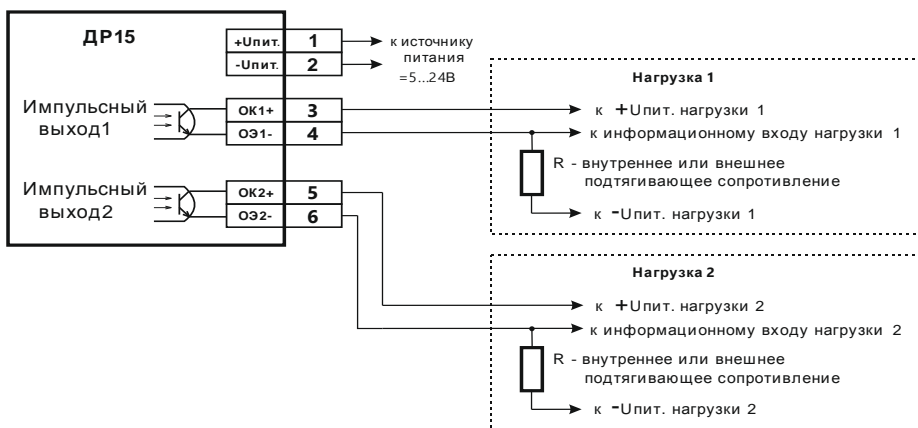 ДР15
+Uпит. 1
-Uпит. 2
к источнику
питания
=5...24В
Импульсный
выход1
ОК1+ 3
ОЭ1- 4
Импульсный
выход2
ОК2+ 5
ОЭ2- 6
Нагрузка 1
к +Uпит. нагрузки 1
к информационному входу нагрузки 1
R - внутреннее или внешнее
подтягивающее сопротивление
к -Uпит. нагрузки 1
Нагрузка 2
к +Uпит. нагрузки 2
к информационному входу нагрузки 2
R - внутреннее или внешнее
подтягивающее сопротивление
к -Uпит. нагрузки 2